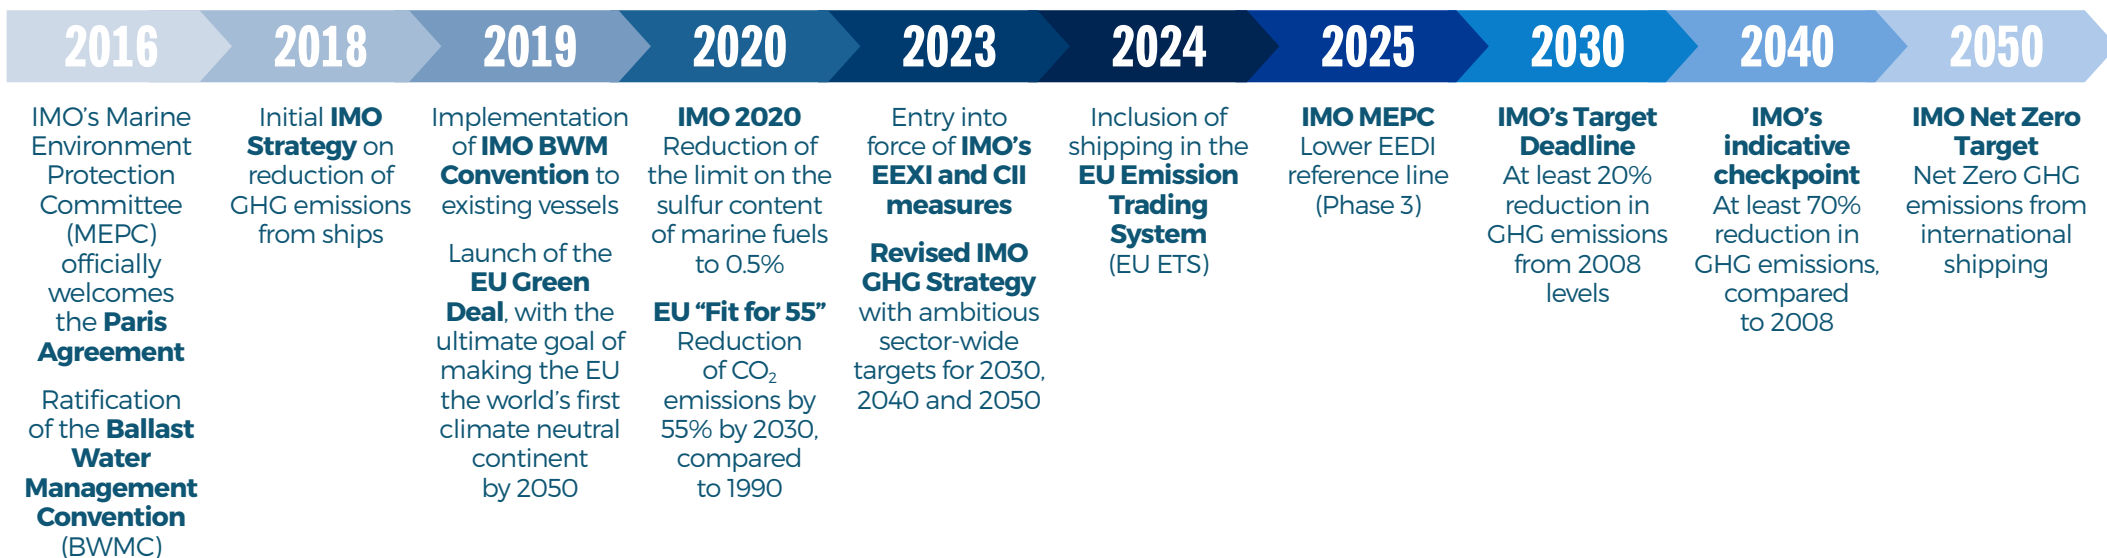 2016
2018
2019
2020
2023
2024
2025
2030
2040
2050
IMO’s Marine
Environment
Protection
Committee
(MEPC)
officially
welcomes
the Paris
Agreement
Ratification
of the Ballast
Water
Management
Convention
(BWMC)
Initial IMO
Strategy on
reduction of
GHG emissions
from ships
Implementation
of IMO BWM
Convention to
existing vessels
Launch of the
EU Green
Deal, with the
ultimate goal of
making the EU
the world’s first
climate neutral
continent
by 2050
IMO 2020
Reduction of
the limit on the
sulfur content
of marine fuels
to 0.5%
EU “Fit for 55”
Reduction
of CO₂
emissions by
55% by 2030,
compared
to 1990
Entry into
force of IMO’s
EEXI and CII
measures
Revised IMO
GHG Strategy
with ambitious
sector-wide
targets for 2030,
2040 and 2050
Inclusion of
shipping in the
EU Emission
Trading
System
(EU ETS)
IMO MEPC
Lower EEDI
reference line
(Phase 3)
IMO’s Target
Deadline
At least 20%
reduction in
GHG emissions
from 2008
levels
IMO’s
indicative
checkpoint
At least 70%
reduction in
GHG emissions,
compared
to 2008
IMO Net Zero
Target
Net Zero GHG
emissions from
international
shipping